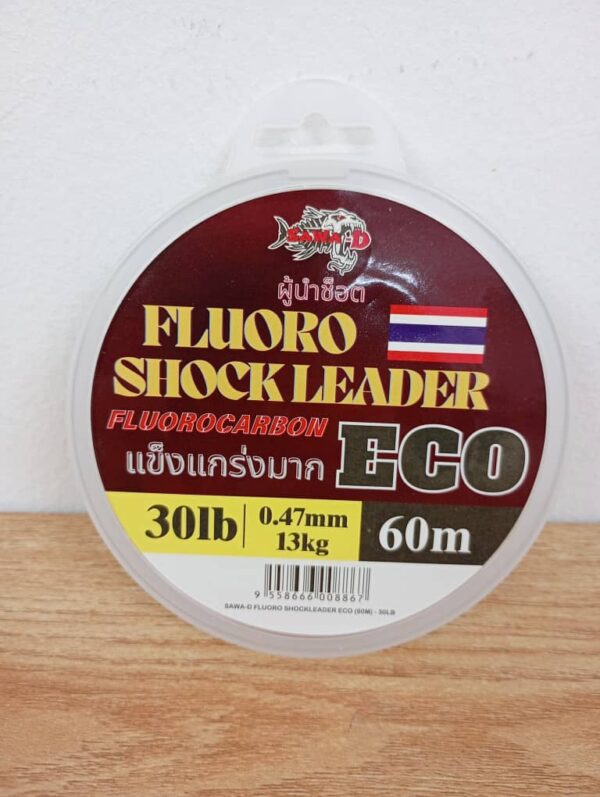 SAWA-D
ผู้นำช็อต
FLUORO
SHOCK LEADER
FLUOROCARBON
แข็งแกร่งมาก
ECO
30lb
0.47mm
13kg
60m
9 558666 008867
SAWA-D FLUORO SHOCKLEADER ECO (60M) - 30LB